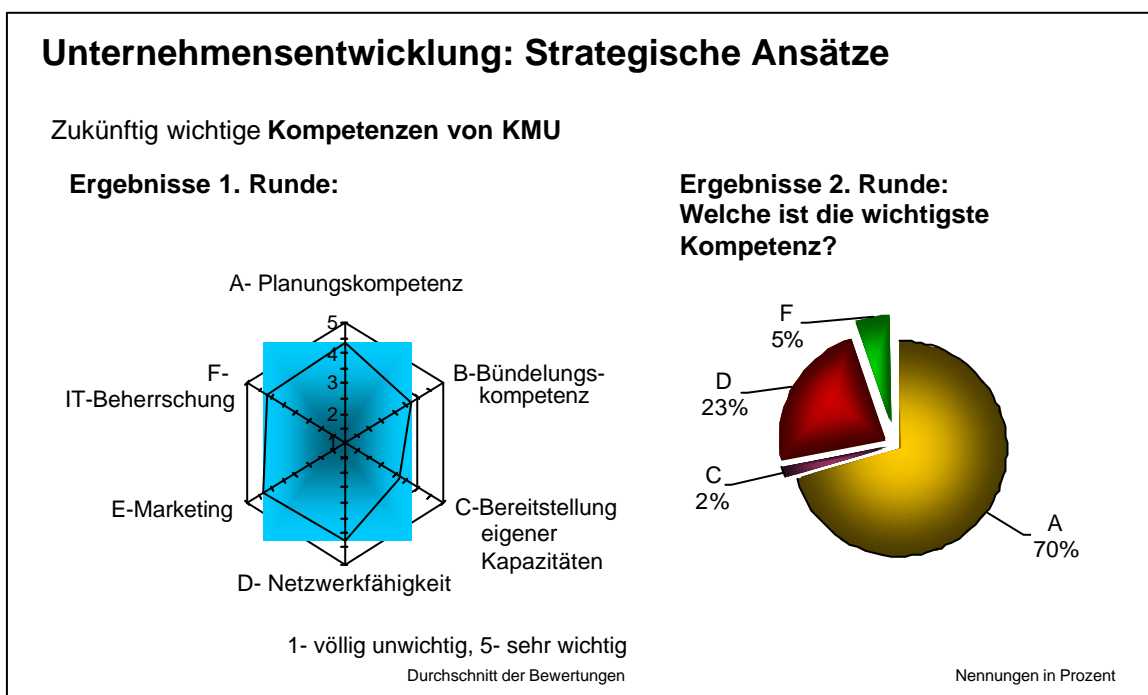 Unternehmensentwicklung: Strategische Ansätze
Zukünftig wichtige Kompetenzen von KMU
Ergebnisse 1. Runde:
A- Planungskompetenz
5
4
3
2
1
B-Bündelungs-
kompetenz
C-Bereitstellung
eigener
Kapazitäten
D- Netzwerkfähigkeit
E-Marketing
F-
IT-Beherrschung
1- völlig unwichtig, 5- sehr wichtig
Durchschnitt der Bewertungen
Ergebnisse 2. Runde:
Welche ist die wichtigste
Kompetenz?
F
5%
D
23%
C
2%
A
70%
Nennungen in Prozent